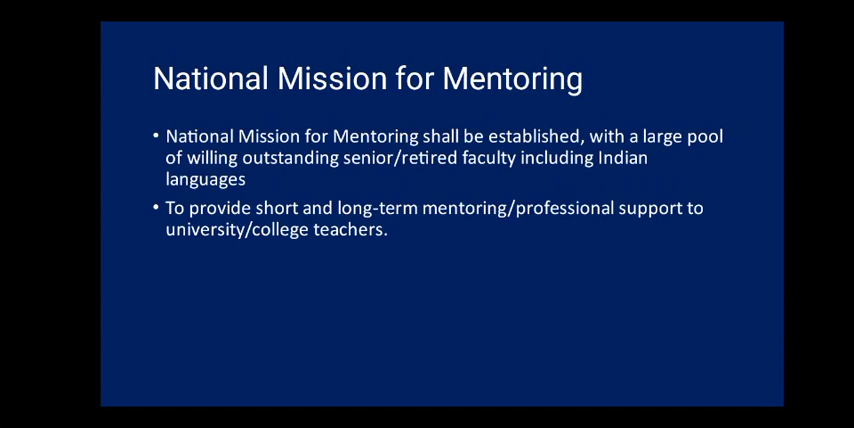 National Mission for Mentoring
• National Mission for Mentoring shall be established, with a large pool
of willing outstanding senior/retired faculty including Indian
languages
• To provide short and long-term mentoring/professional support to
university/college teachers.